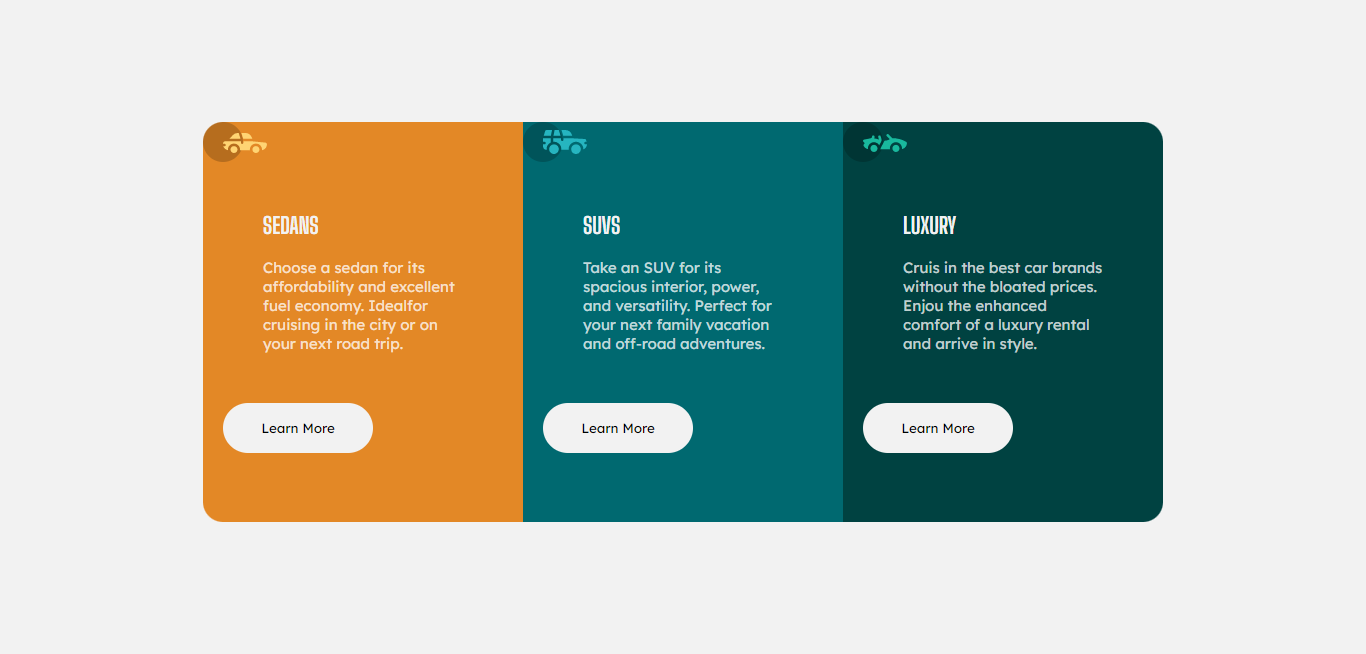 SEDANS
Choose a sedan for its
affordability and excellent
fuel economy. Idealfor
cruising in the city or on
your next road trip.
Learn More
SUVS
Take an SUV for its
spacious interior, power,
and versatility. Perfect for
your next family vacation
and off-road adventures.
Learn More
LUXURY
Cruis in the best car brands
without the bloated prices.
Enjou the enhanced
comfort of a luxury rental
and arrive in style.
Learn More